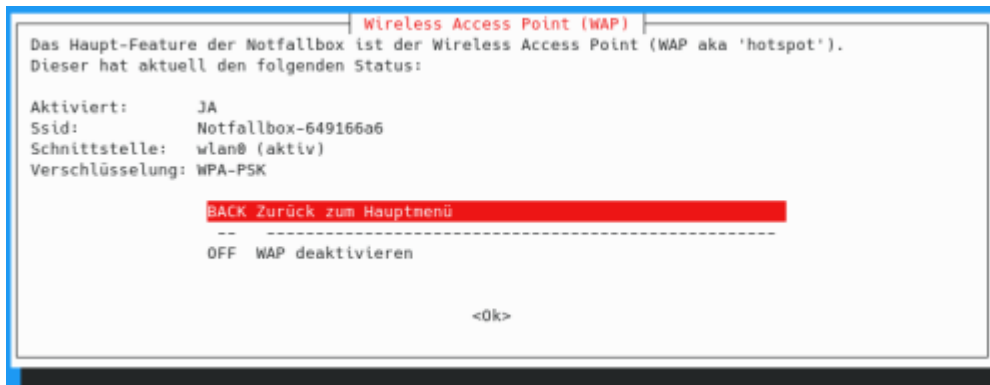 Wireless Access Point (WAP)
Das Haupt-Feature der Notfallbox ist der Wireless Access Point (WAP aka 'hotspot').
Dieser hat aktuell den folgenden Status:
Aktiviert: JA
Ssid: Notfallbox-649166a6
Schnittstelle: wlan0 (aktiv)
Verschlüsselung: WPA-PSK
BACK Zurück zum Hauptmenü
-- ----------------------------------------------------
OFF WAP deaktivieren
<Ok>